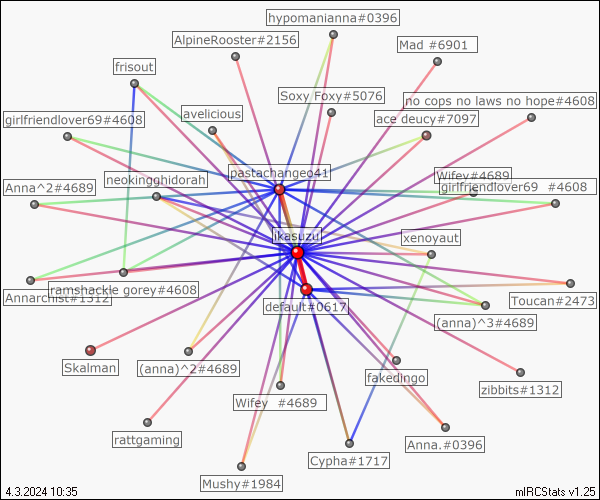 hypomanianna#0396
AlpineRooster#2156
Mad #6901
frisout
Soxy Foxy#5076
no cops no laws no hope#4608
girlfriendlover69#4608
avelicious
ace deucy#7097
pastachangeo41
Wifey#4689
Anna^2#4689
neokingghidorah
girlfriendlover69 #4608
ikasuzu
xenoyaut
Annarchist#1312
ramshackle gorey#4608
default#0617
Toucan#2473
(anna)^3#4689
Skalman
(anna)^2#4689
fakedingo
zibbits#1312
Wifey #4689
rattgaming
Cypha#1717
Anna.#0396
Mushy#1984
4.3.2024 10:35
mIRCStats v1.25